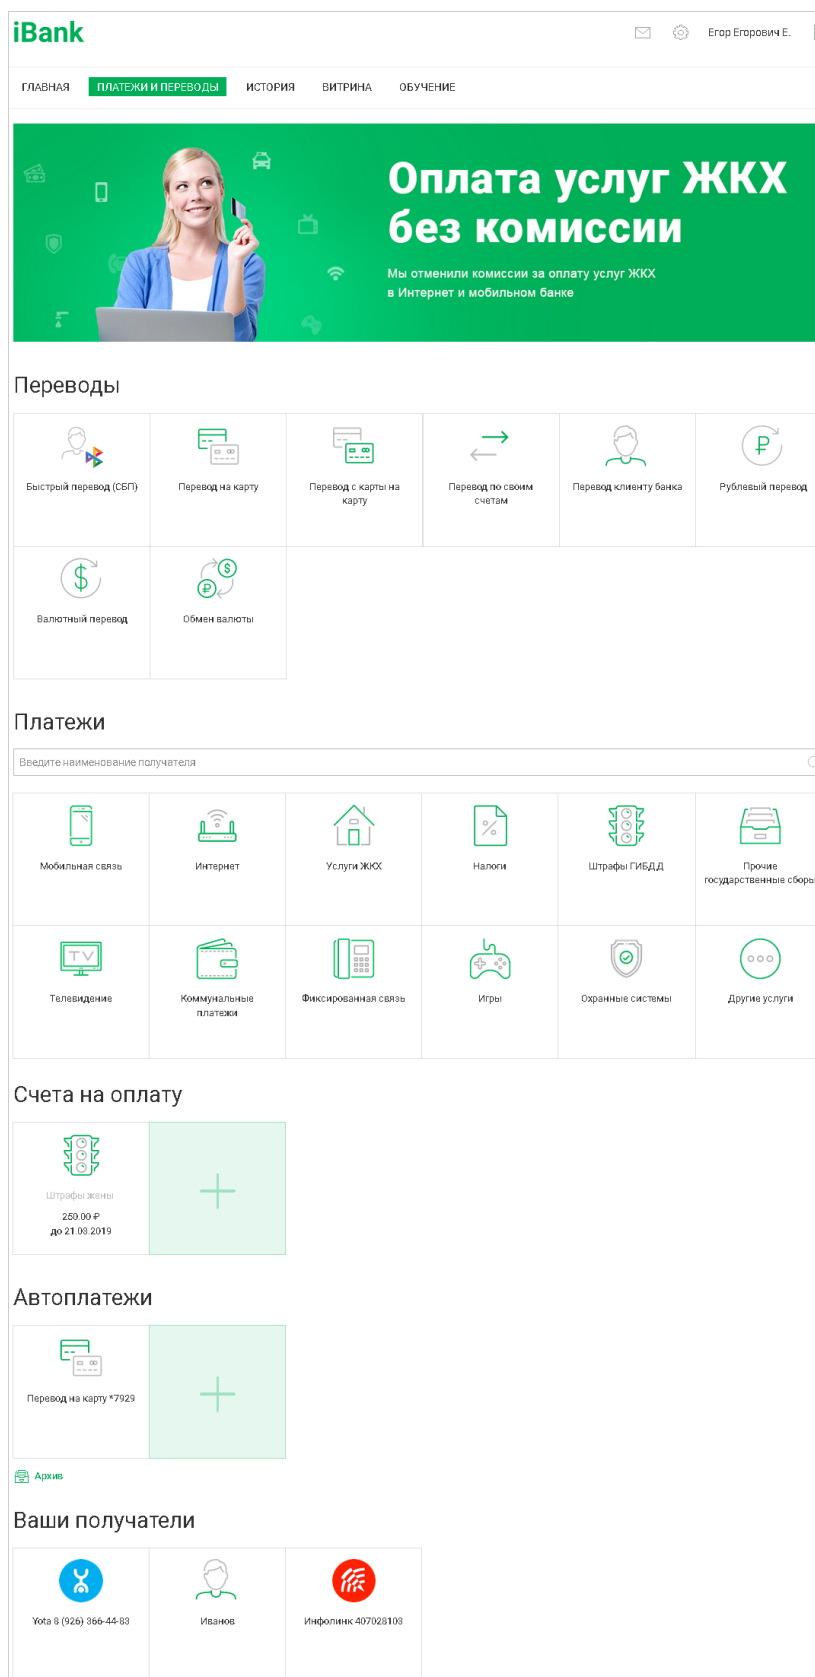 iBank
Егор Егорович Е.
ГЛАВНАЯ
ПЛАТЕЖИ И ПЕРЕВОДЫ
ИСТОРИЯ
ВИТРИНА
ОБУЧЕНИЕ
Оплата услуг ЖКХ
без комиссии
Мы отменили комиссии за оплату услуг ЖКХ
в Интернет и мобильном банке
Переводы
Быстрый перевод (СБП)
Перевод на карту
Перевод с карты на
карту
Перевод по своим
счетам
Перевод клиенту банка
Рублевый перевод
Валютный перевод
Обмен валюты
Платежи
Введите наименование получателя
Мобильная связь
Интернет
Услуги ЖКХ
Налоги
Штрафы ГИБДД
Прочие
государственные сборы
TV
Телевидение
Коммунальные
платежи
Фиксированная связь
Игры
Охранные системы
Другие услуги
Счета на оплату
Штрафы жены
250.00 ₽
до 21.03.2019
Автоплатежи
Перевод на карту *7929
Архив
Ваши получатели
Yota 8 (926) 366-44-83
Иванов
Инфолинк 407028103